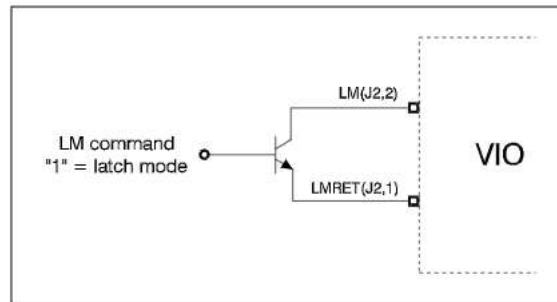 LM(J2,2)
LM command
"1" = latch mode
VIO
LMRET(J2,1)